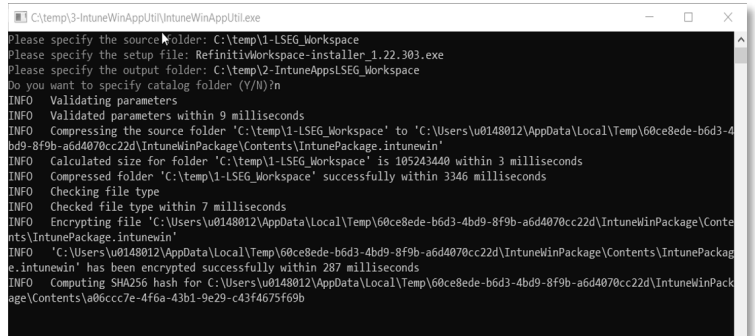 C:\temp\3-IntuneWinAppUtil\IntuneWinAppUtil.exe
Please specify the source folder: C:\temp\1-LSEG_Workspace
Please specify the setup file: RefinitivWorkspace-installer_1.22.303.exe
Please specify the output folder: C:\temp\2-IntuneAppsLSEG_Workspace
Do you want to specify catalog folder (Y/N)?n
INFO   Validating parameters
INFO   Validated parameters within 9 milliseconds
INFO   Compressing the source folder 'C:\temp\1-LSEG_Workspace' to 'C:\Users\u0148012\AppData\Local\Temp\60ce8ede-b6d3-4
bd9-8f9b-a6d4070cc22d\IntuneWinPackage\Contents\IntunePackage.intunewin'
INFO   Calculated size for folder 'C:\temp\1-LSEG_Workspace' is 105243440 within 3 milliseconds
INFO   Compressed folder 'C:\temp\1-LSEG_Workspace' successfully within 3346 milliseconds
INFO   Checking file type
INFO   Checked file type within 7 milliseconds
INFO   Encrypting file 'C:\Users\u0148012\AppData\Local\Temp\60ce8ede-b6d3-4bd9-8f9b-a6d4070cc22d\IntuneWinPackage\Conte
nts\IntunePackage.intunewin'
INFO   'C:\Users\u0148012\AppData\Local\Temp\60ce8ede-b6d3-4bd9-8f9b-a6d4070cc22d\IntuneWinPackage\Contents\IntunePackag
e.intunewin' has been encrypted successfully within 287 milliseconds
INFO   Computing SHA256 hash for C:\Users\u0148012\AppData\Local\Temp\60ce8ede-b6d3-4bd9-8f9b-a6d4070cc22d\IntuneWinPack
age\Contents\a06ccc7e-4f6a-43b1-9e29-c43f4675f69b